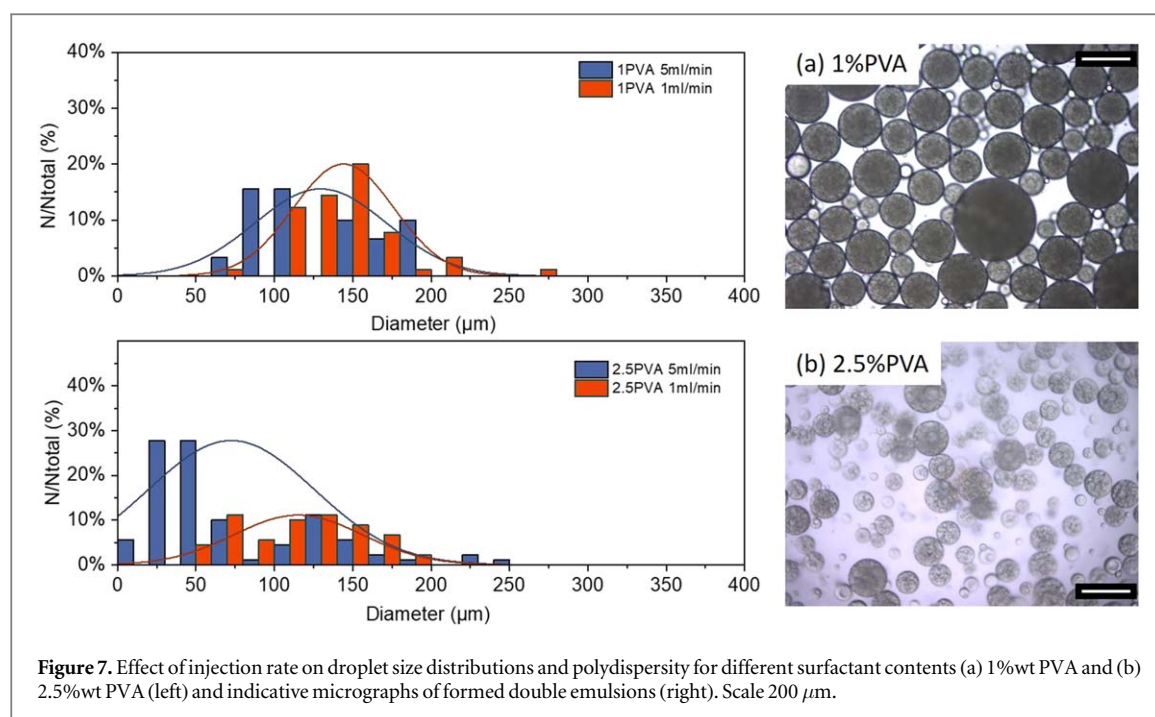 40%
30%
20%
10%
0%
N/Ntotal (%)
1PVA 5ml/min
1PVA 1ml/min
0 50 100 150 200 250 300 350 400
Diameter (µm)
(a) 1%PVA
40%
30%
20%
10%
0%
N/Ntotal (%)
2.5PVA 5ml/min
2.5PVA 1ml/min
0 50 100 150 200 250 300 350 400
Diameter (µm)
(b) 2.5%PVA
Figure 7. Effect of injection rate on droplet size distributions and polydispersity for different surfactant contents (a) 1%wt PVA and (b)
2.5%wt PVA (left) and indicative micrographs of formed double emulsions (right). Scale 200 μm.